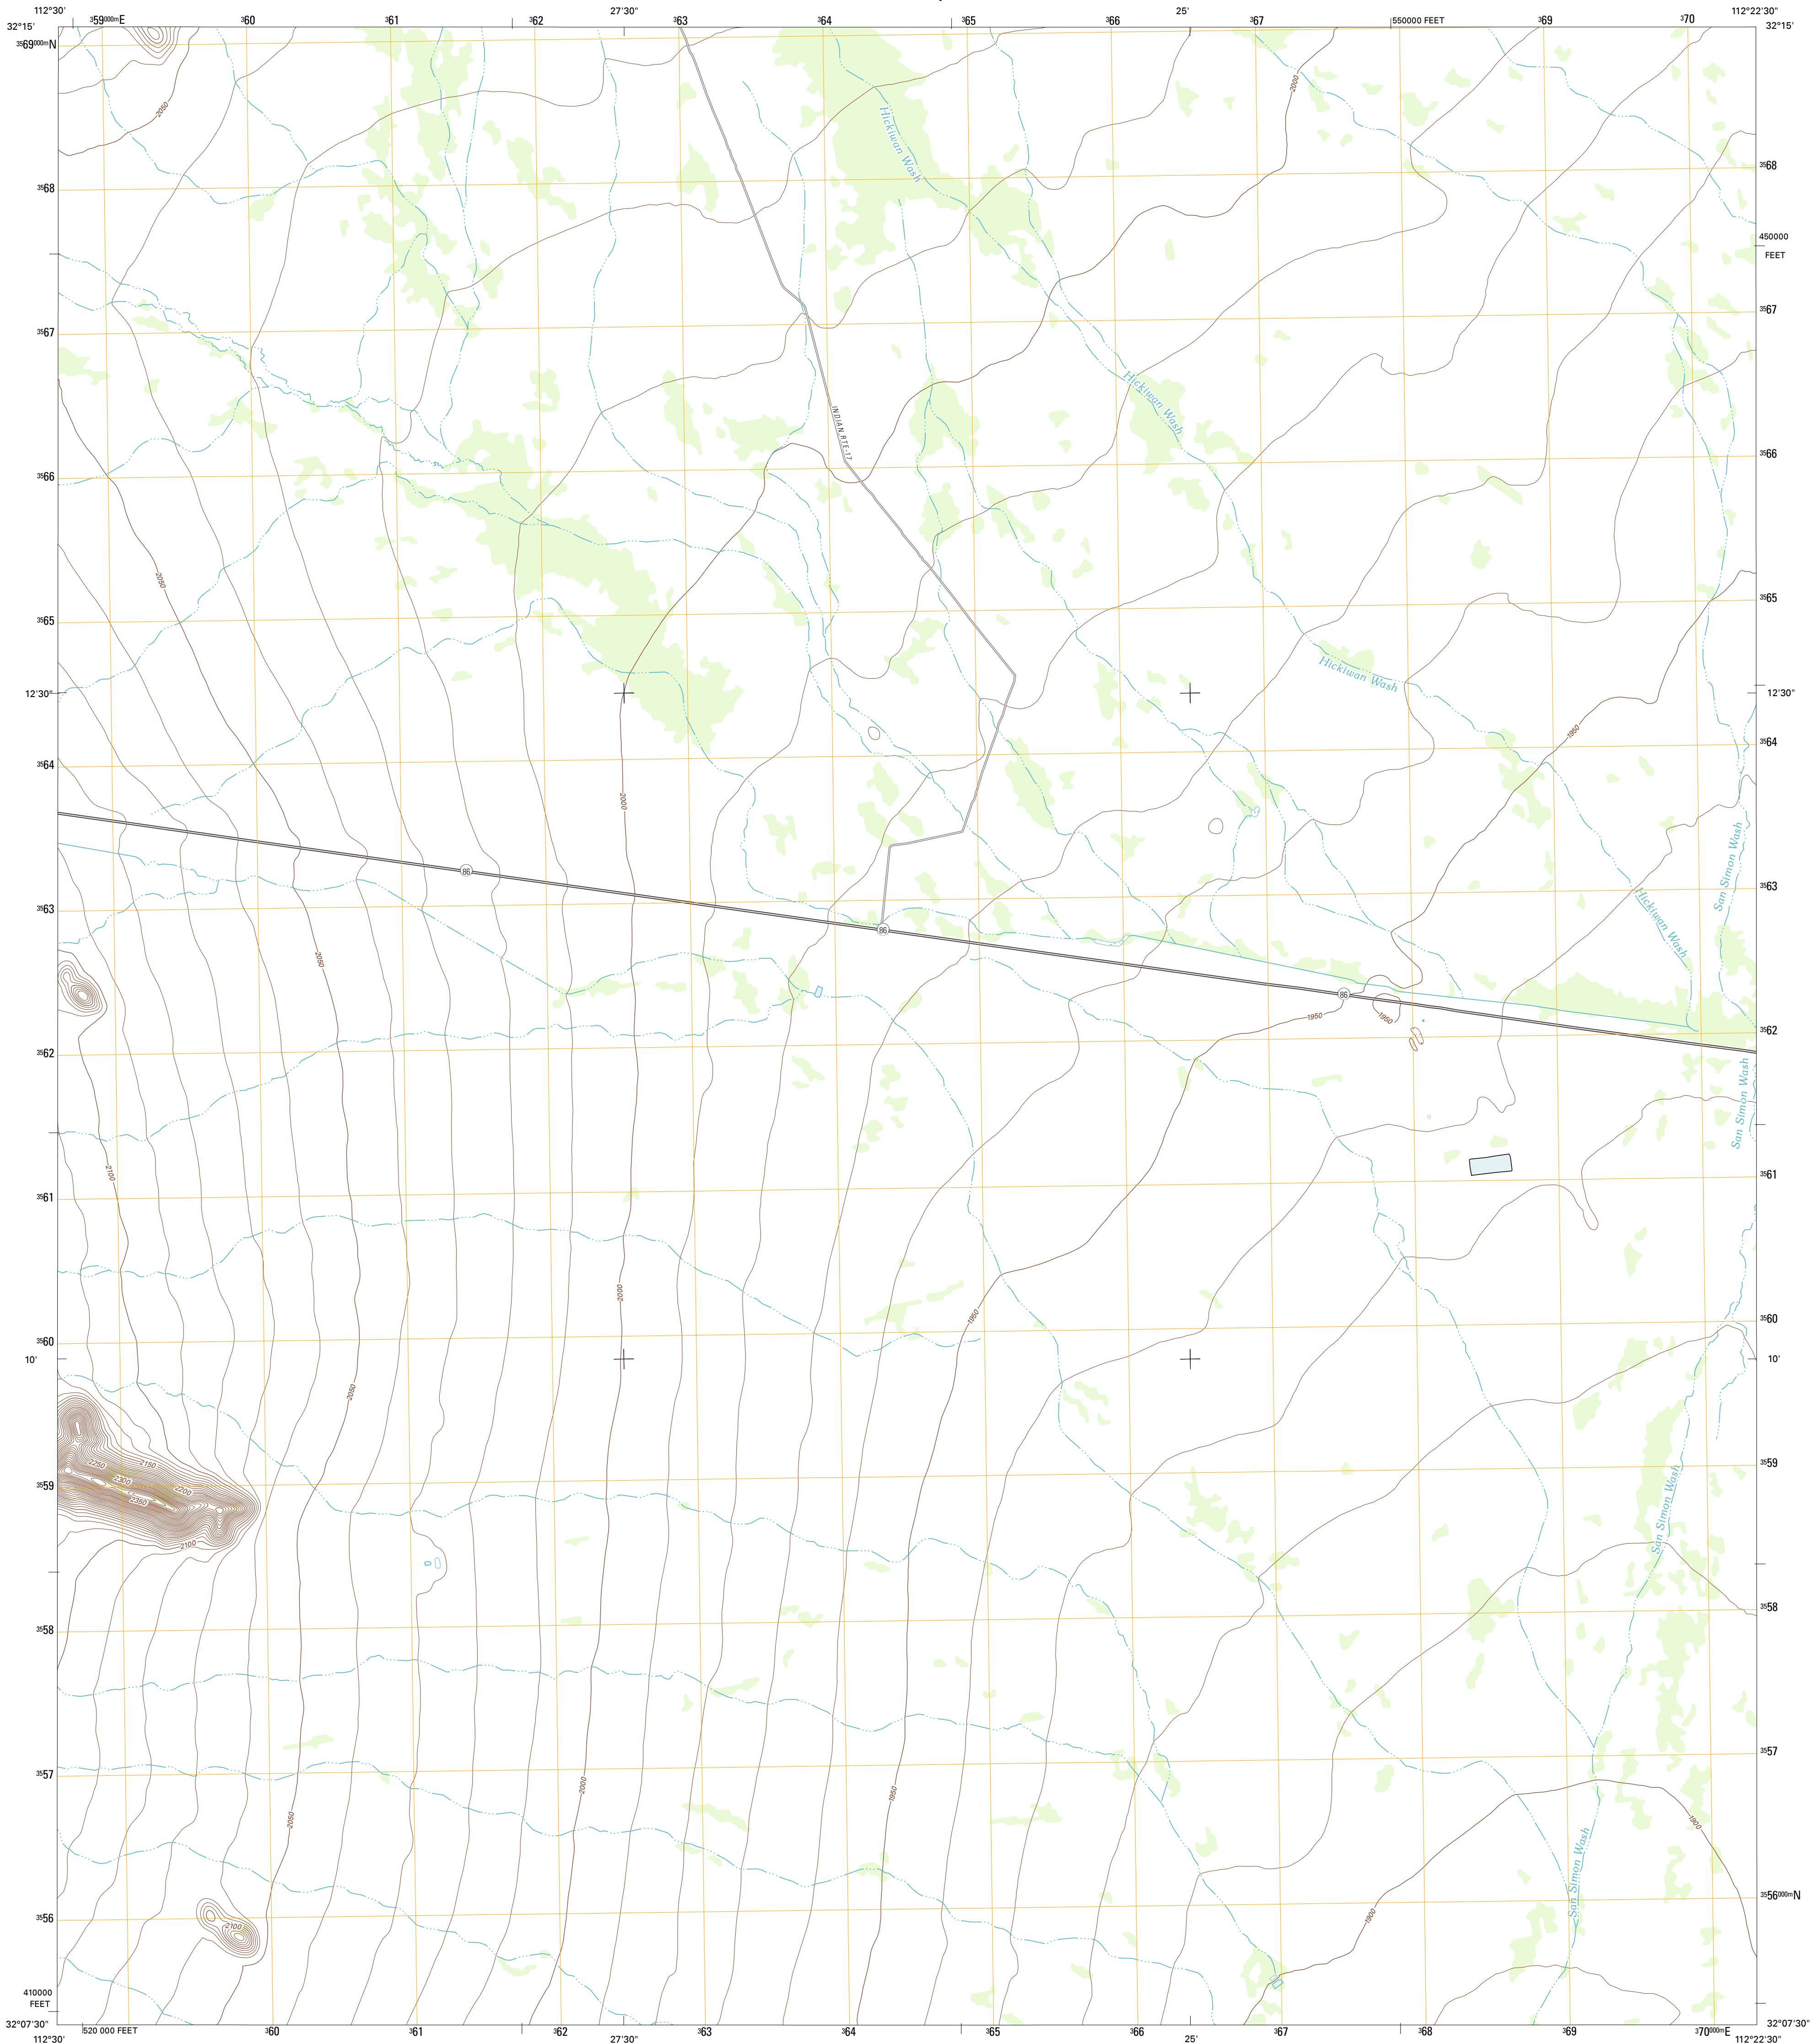 112°30' ³59⁰⁰⁰ᵐE ³60 ³61 ³62 27'30" ³63 ³64 ³65 ³66 25' ³67 550000 FEET ³69 ³70 112°22'30"
32°15' 32°15'
³⁵69⁰⁰⁰ᵐN
2000
2050
Hickiwan Wash
³⁵68 ³⁵68
450000
FEET
³⁵67 ³⁵67
Hickiwan Wash
INDIAN RTE-17
³⁵66 ³⁵66
2050
³⁵65 ³⁵65
Hickiwan Wash
12'30" 12'30"
1950
³⁵64 ³⁵64
2000
San Simon Wash
86
³⁵63 ³⁵63
Hickiwan Wash
86
2050
86
1950 1950
³⁵62 ³⁵62
San Simon Wash
2100
³⁵61 ³⁵61
2000
1950
³⁵60 ³⁵60
10' 10'
2050
2250 2150
2300
2200
2350
³⁵59 ³⁵59
San Simon Wash
2100
³⁵58 ³⁵58
³⁵57 ³⁵57
2000
1950
2050
1900
San Simon Wash
³⁵56⁰⁰⁰ᵐN
³⁵56
2100
1900
410000
FEET
32°07'30" 32°07'30"
520 000 FEET ³60 ³61 ³62 ³63 ³64 ³65 ³66 ³67 ³68 ³69 ³70⁰⁰⁰ᵐE
112°30' 27'30" 25' 112°22'30"